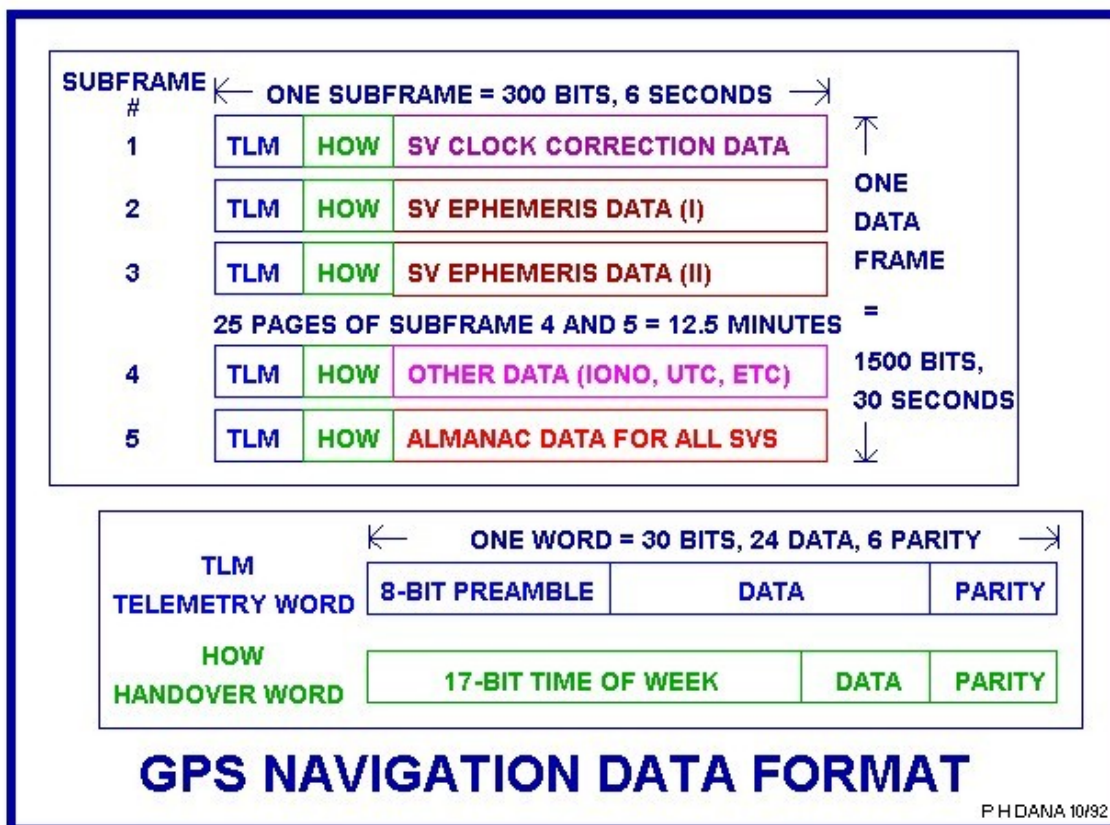 SUBFRAME
#
ONE SUBFRAME = 300 BITS, 6 SECONDS
1 TLM HOW SV CLOCK CORRECTION DATA
2 TLM HOW SV EPHEMERIS DATA (I)
3 TLM HOW SV EPHEMERIS DATA (II)
25 PAGES OF SUBFRAME 4 AND 5 = 12.5 MINUTES
4 TLM HOW OTHER DATA (IONO, UTC, ETC)
5 TLM HOW ALMANAC DATA FOR ALL SVS
ONE
DATA
FRAME
=
1500 BITS,
30 SECONDS
ONE WORD = 30 BITS, 24 DATA, 6 PARITY
TLM
TELEMETRY WORD
8-BIT PREAMBLE DATA PARITY
HOW
HANDOVER WORD
17-BIT TIME OF WEEK DATA PARITY
GPS NAVIGATION DATA FORMAT
P H DANA 10/92